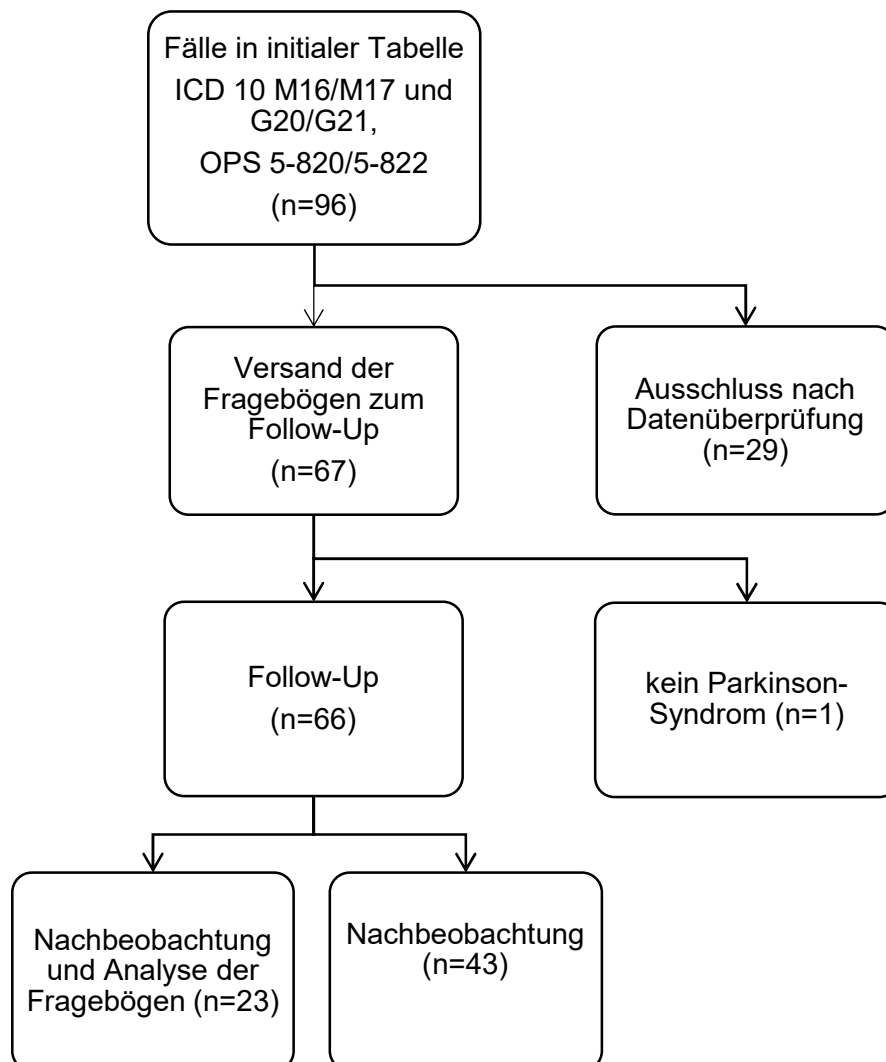 Fälle in initialer Tabelle
ICD 10 M16/M17 und
G20/G21,
OPS 5-820/5-822
(n=96)
Versand der
Fragebögen zum
Follow-Up
(n=67)
Ausschluss nach
Datenüberprüfung
(n=29)
Follow-Up
(n=66)
kein Parkinson-
Syndrom (n=1)
Nachbeobachtung
und Analyse der
Fragebögen (n=23)
Nachbeobachtung
(n=43)